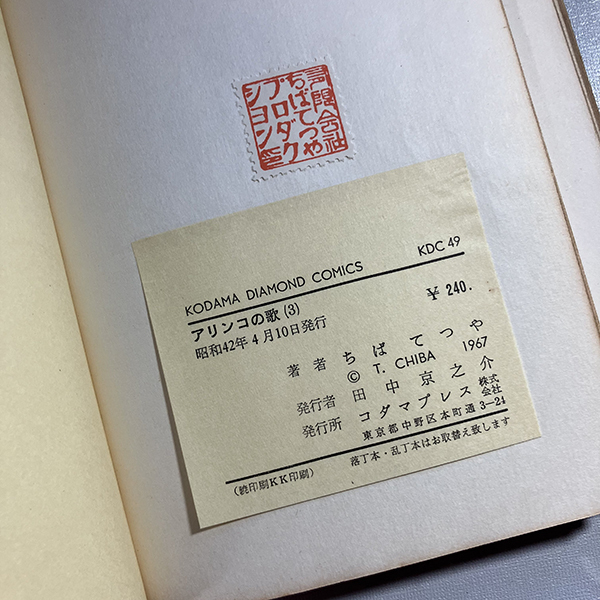 有限会社
ちばてつや
プロダク
シヨン
KODAMA DIAMOND COMICS KDC 49
アリンコの歌(3) ¥ 240.
昭和42年4月10日発行
著者 ちばてつや
© T. CHIBA 1967
発行者 田中京之介
発行所 コダマプレス 株式会社
東京都中野区本町通3―24
落丁本・乱丁本はお取替え致します
(暁印刷KK印刷)